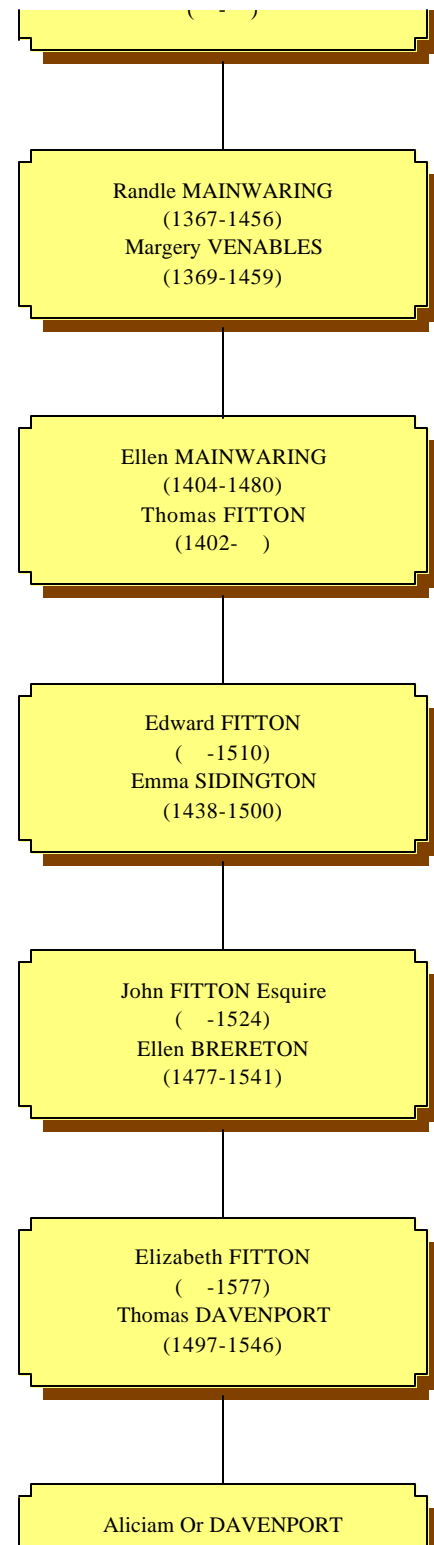 ( - )
Randle MAINWARING
(1367-1456)
Margery VENABLES
(1369-1459)
Ellen MAINWARING
(1404-1480)
Thomas FITTON
(1402- )
Edward FITTON
( -1510)
Emma SIDINGTON
(1438-1500)
John FITTON Esquire
( -1524)
Ellen BRERETON
(1477-1541)
Elizabeth FITTON
( -1577)
Thomas DAVENPORT
(1497-1546)
Aliciam Or DAVENPORT